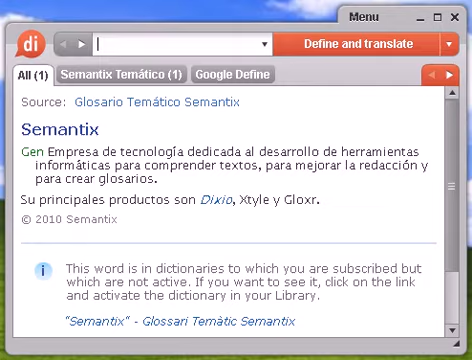 Menu
di
Define and translate
All (1)
Semantix Temático (1)
Google Define
Source: Glosario Temático Semantix
Semantix
Gen Empresa de tecnología dedicada al desarrollo de herramientas
informáticas para comprender textos, para mejorar la redacción y
para crear glosarios.
Su principales productos son Dixio, Xtyle y Gloxr.
© 2010 Semantix
i
This word is in dictionaries to which you are subscribed but
which are not active. If you want to see it, click on the link
and activate the dictionary in your Library.
"Semantix" - Glossari Temàtic Semantix